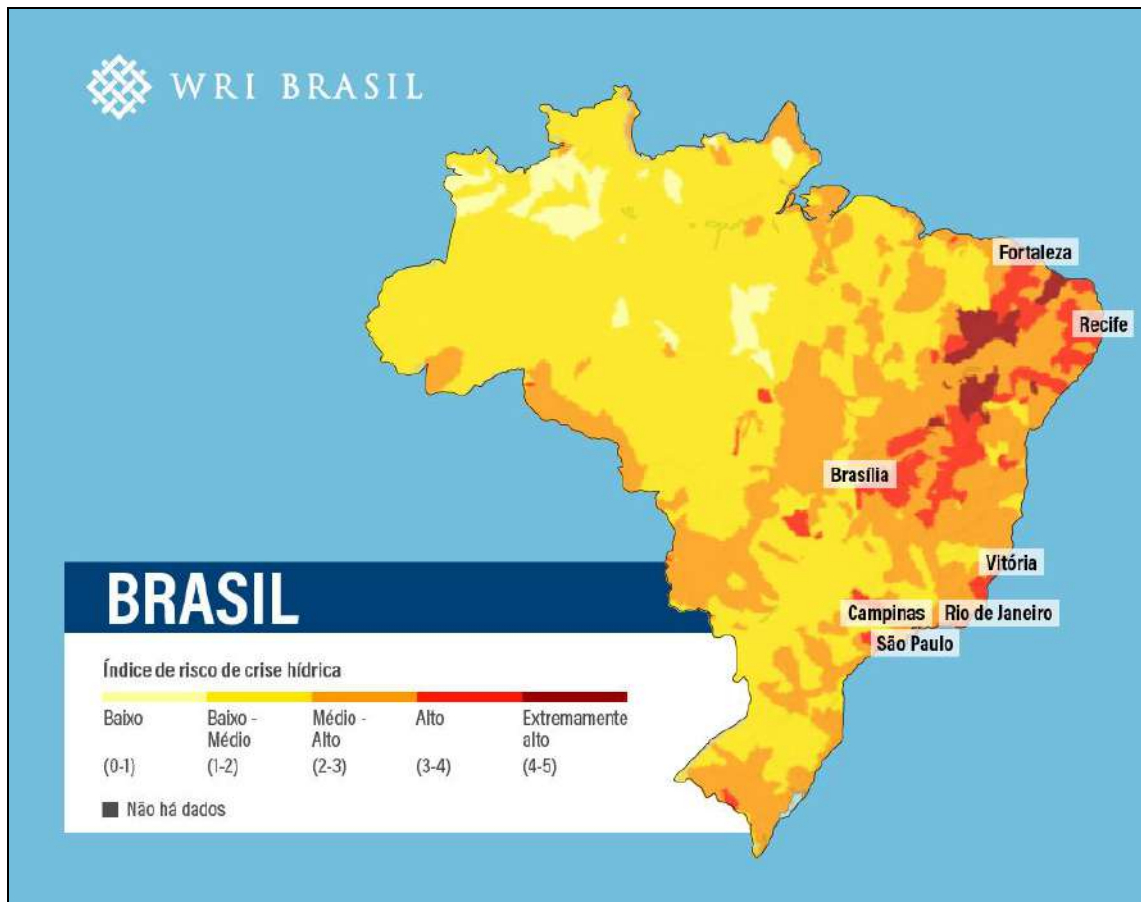 WRI BRASIL
Fortaleza
Recife
Brasília
Vitória
Campinas
Rio de Janeiro
São Paulo
BRASIL
Índice de risco de crise hídrica
Baixo
Baixo -
Médio
Médio -
Alto
Alto
Extremamente
alto
(0-1)
(1-2)
(2-3)
(3-4)
(4-5)
Não há dados